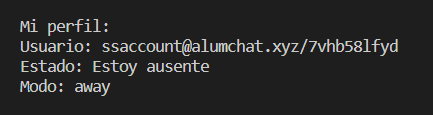 Mi perfil:
Usuario: ssaccount@alumchat.xyz/7vhb58lfyd
Estado: Estoy ausente
Modo: away